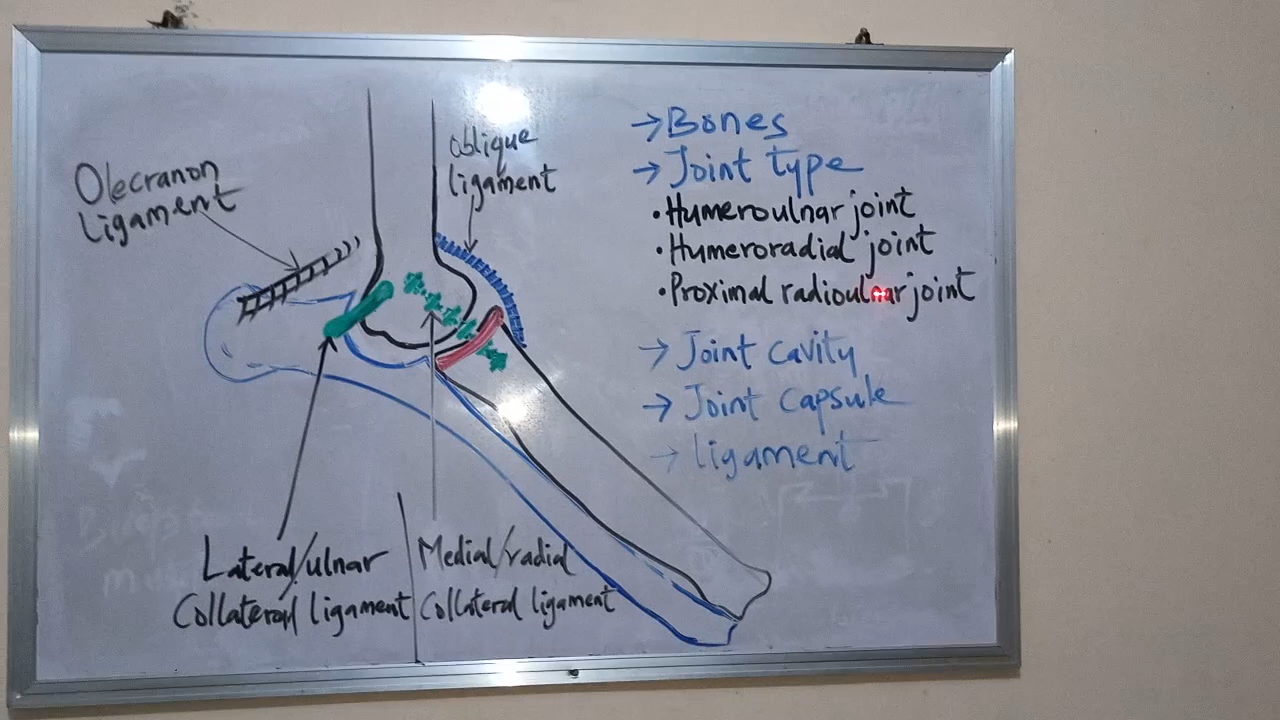 Olecranon
Ligament
oblique
ligament
Lateral/ulnar
Collateral ligament
Medial/radial
Collateral ligament
→ Bones
→ Joint type
• Humeroulnar joint
• Humeroradial joint
• Proximal radioulnar joint
→ Joint cavity
→ Joint capsule
→ ligament